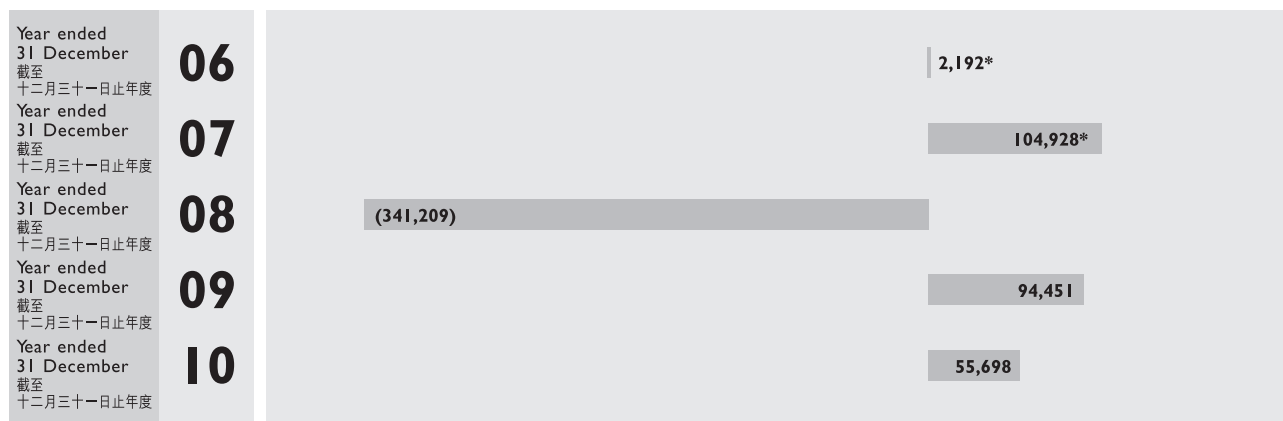 Year ended
31 December
截至
十二月三十一日止年度
06
2,192*
Year ended
31 December
截至
十二月三十一日止年度
07
104,928*
Year ended
31 December
截至
十二月三十一日止年度
08
(341,209)
Year ended
31 December
截至
十二月三十一日止年度
09
94,451
Year ended
31 December
截至
十二月三十一日止年度
10
55,698